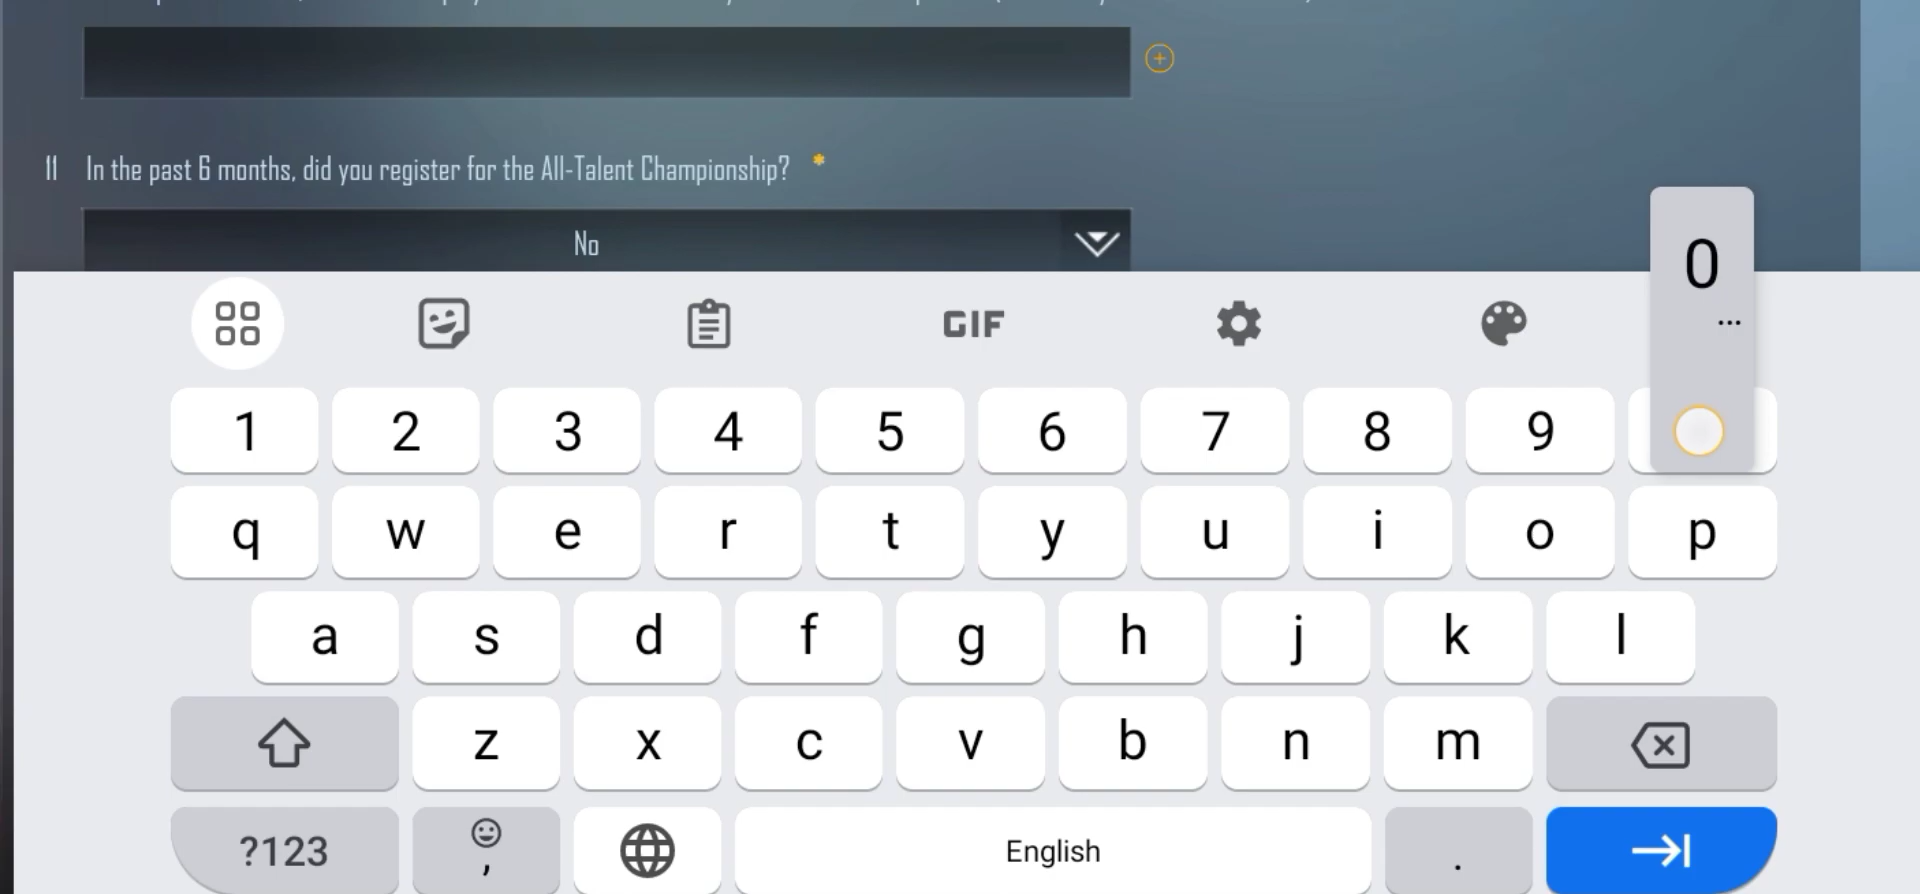 11 In the past 6 months, did you register for the All-Talent Championship? *
No
0
...
GIF
1 2 3 4 5 6 7 8 9
q w e r t y u i o p
a s d f g h j k l
z x c v b n m
?123 , English .